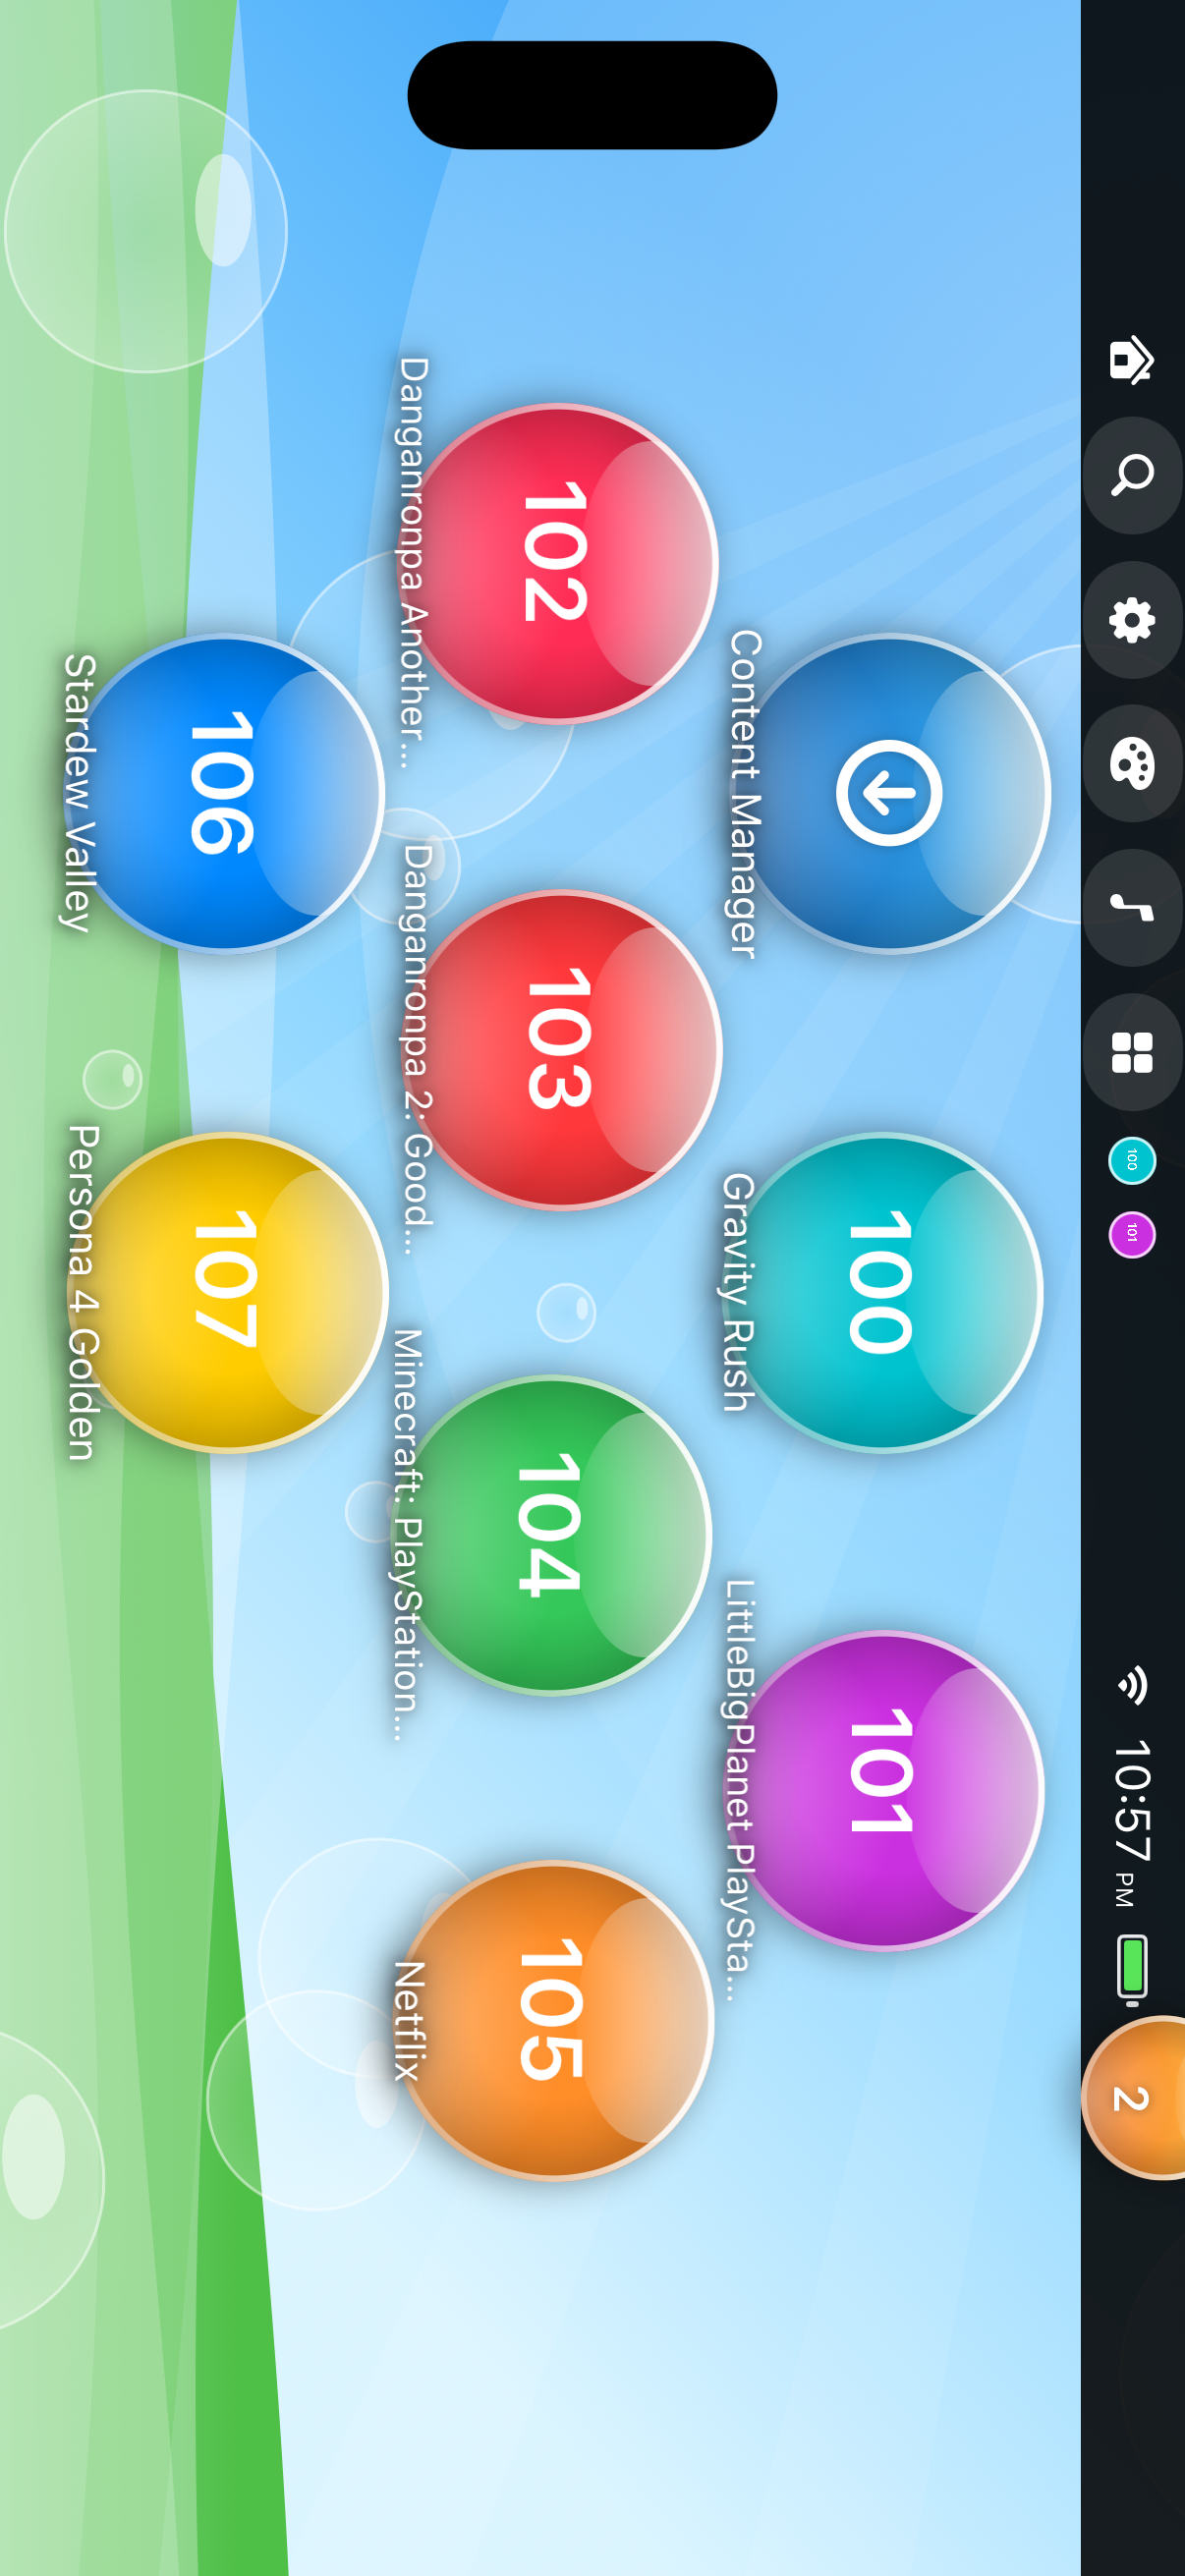 100
101
10:57 PM
2
Content Manager
100
Gravity Rush
101
LittleBigPlanet PlaySta...
102
Danganronpa Another...
103
Danganronpa 2: Good...
104
Minecraft: PlayStation...
105
Netflix
106
Stardew Valley
107
Persona 4 Golden